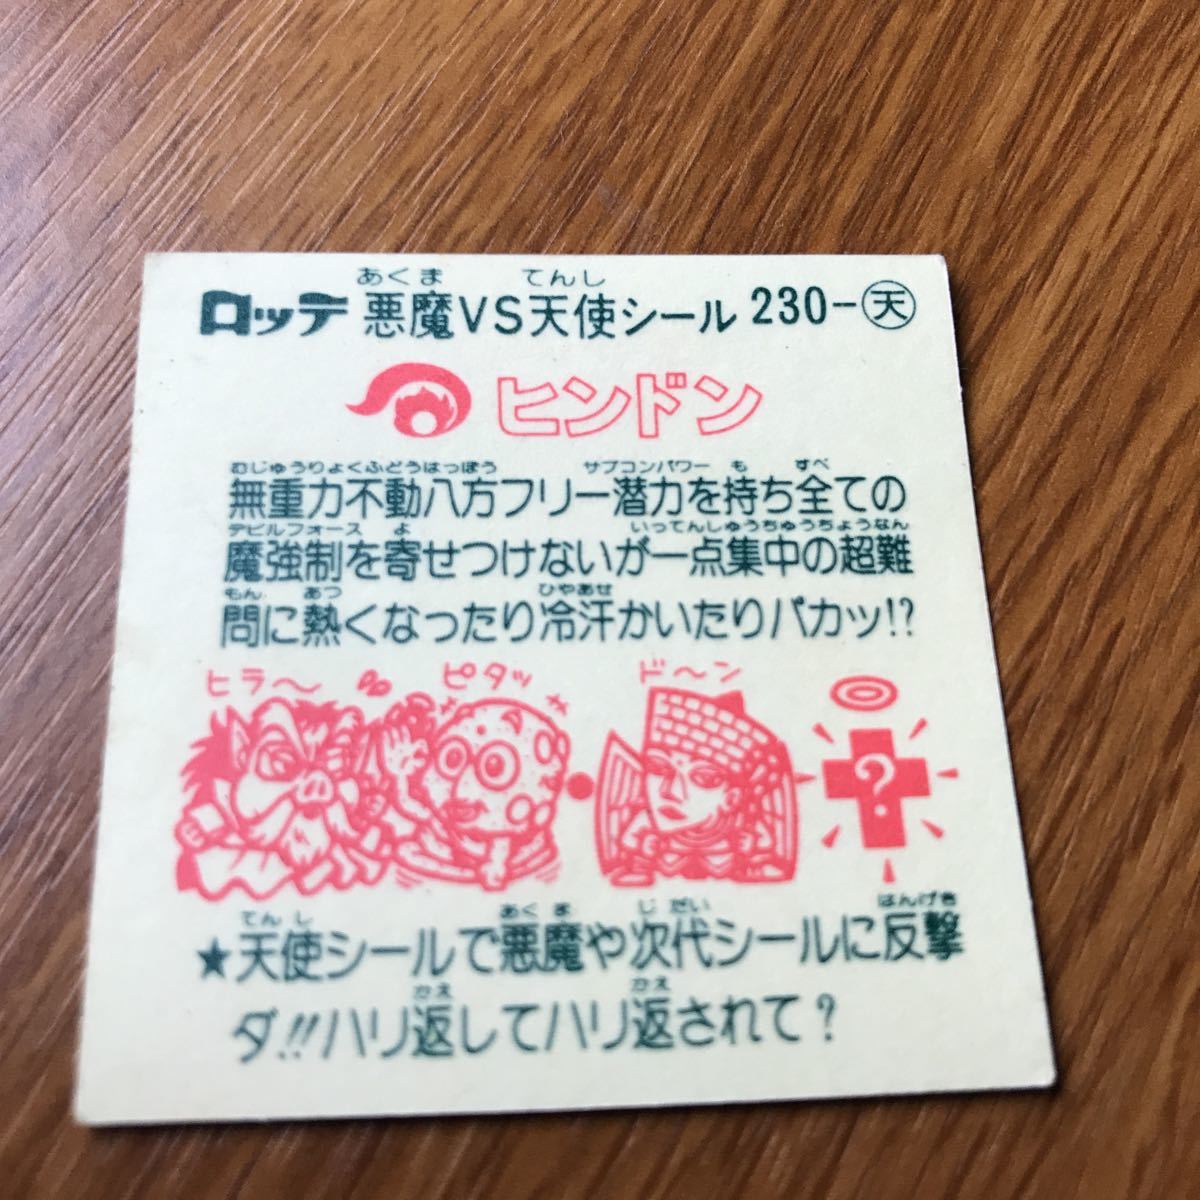 あくま てんし
ロッテ 悪魔VS天使シール 230-天
ヒンドン
むじゅうりょくふどうはっぽう サブコンパワー も すべ
無重力不動八方フリー潜力を持ち全ての
デビルフォース よ いってんしゅうちゅうちょうなん
魔強制を寄せつけないが一点集中の超難
もん あつ ひやあせ
問に熱くなったり冷汗かいたりバカッ!?
ヒラ〜 ピタッ ド〜ン
?
てんし あくま じだい はんげき
★天使シールで悪魔や次代シールに反撃
かえ かえ
ダ!!ハリ返してハリ返されて?